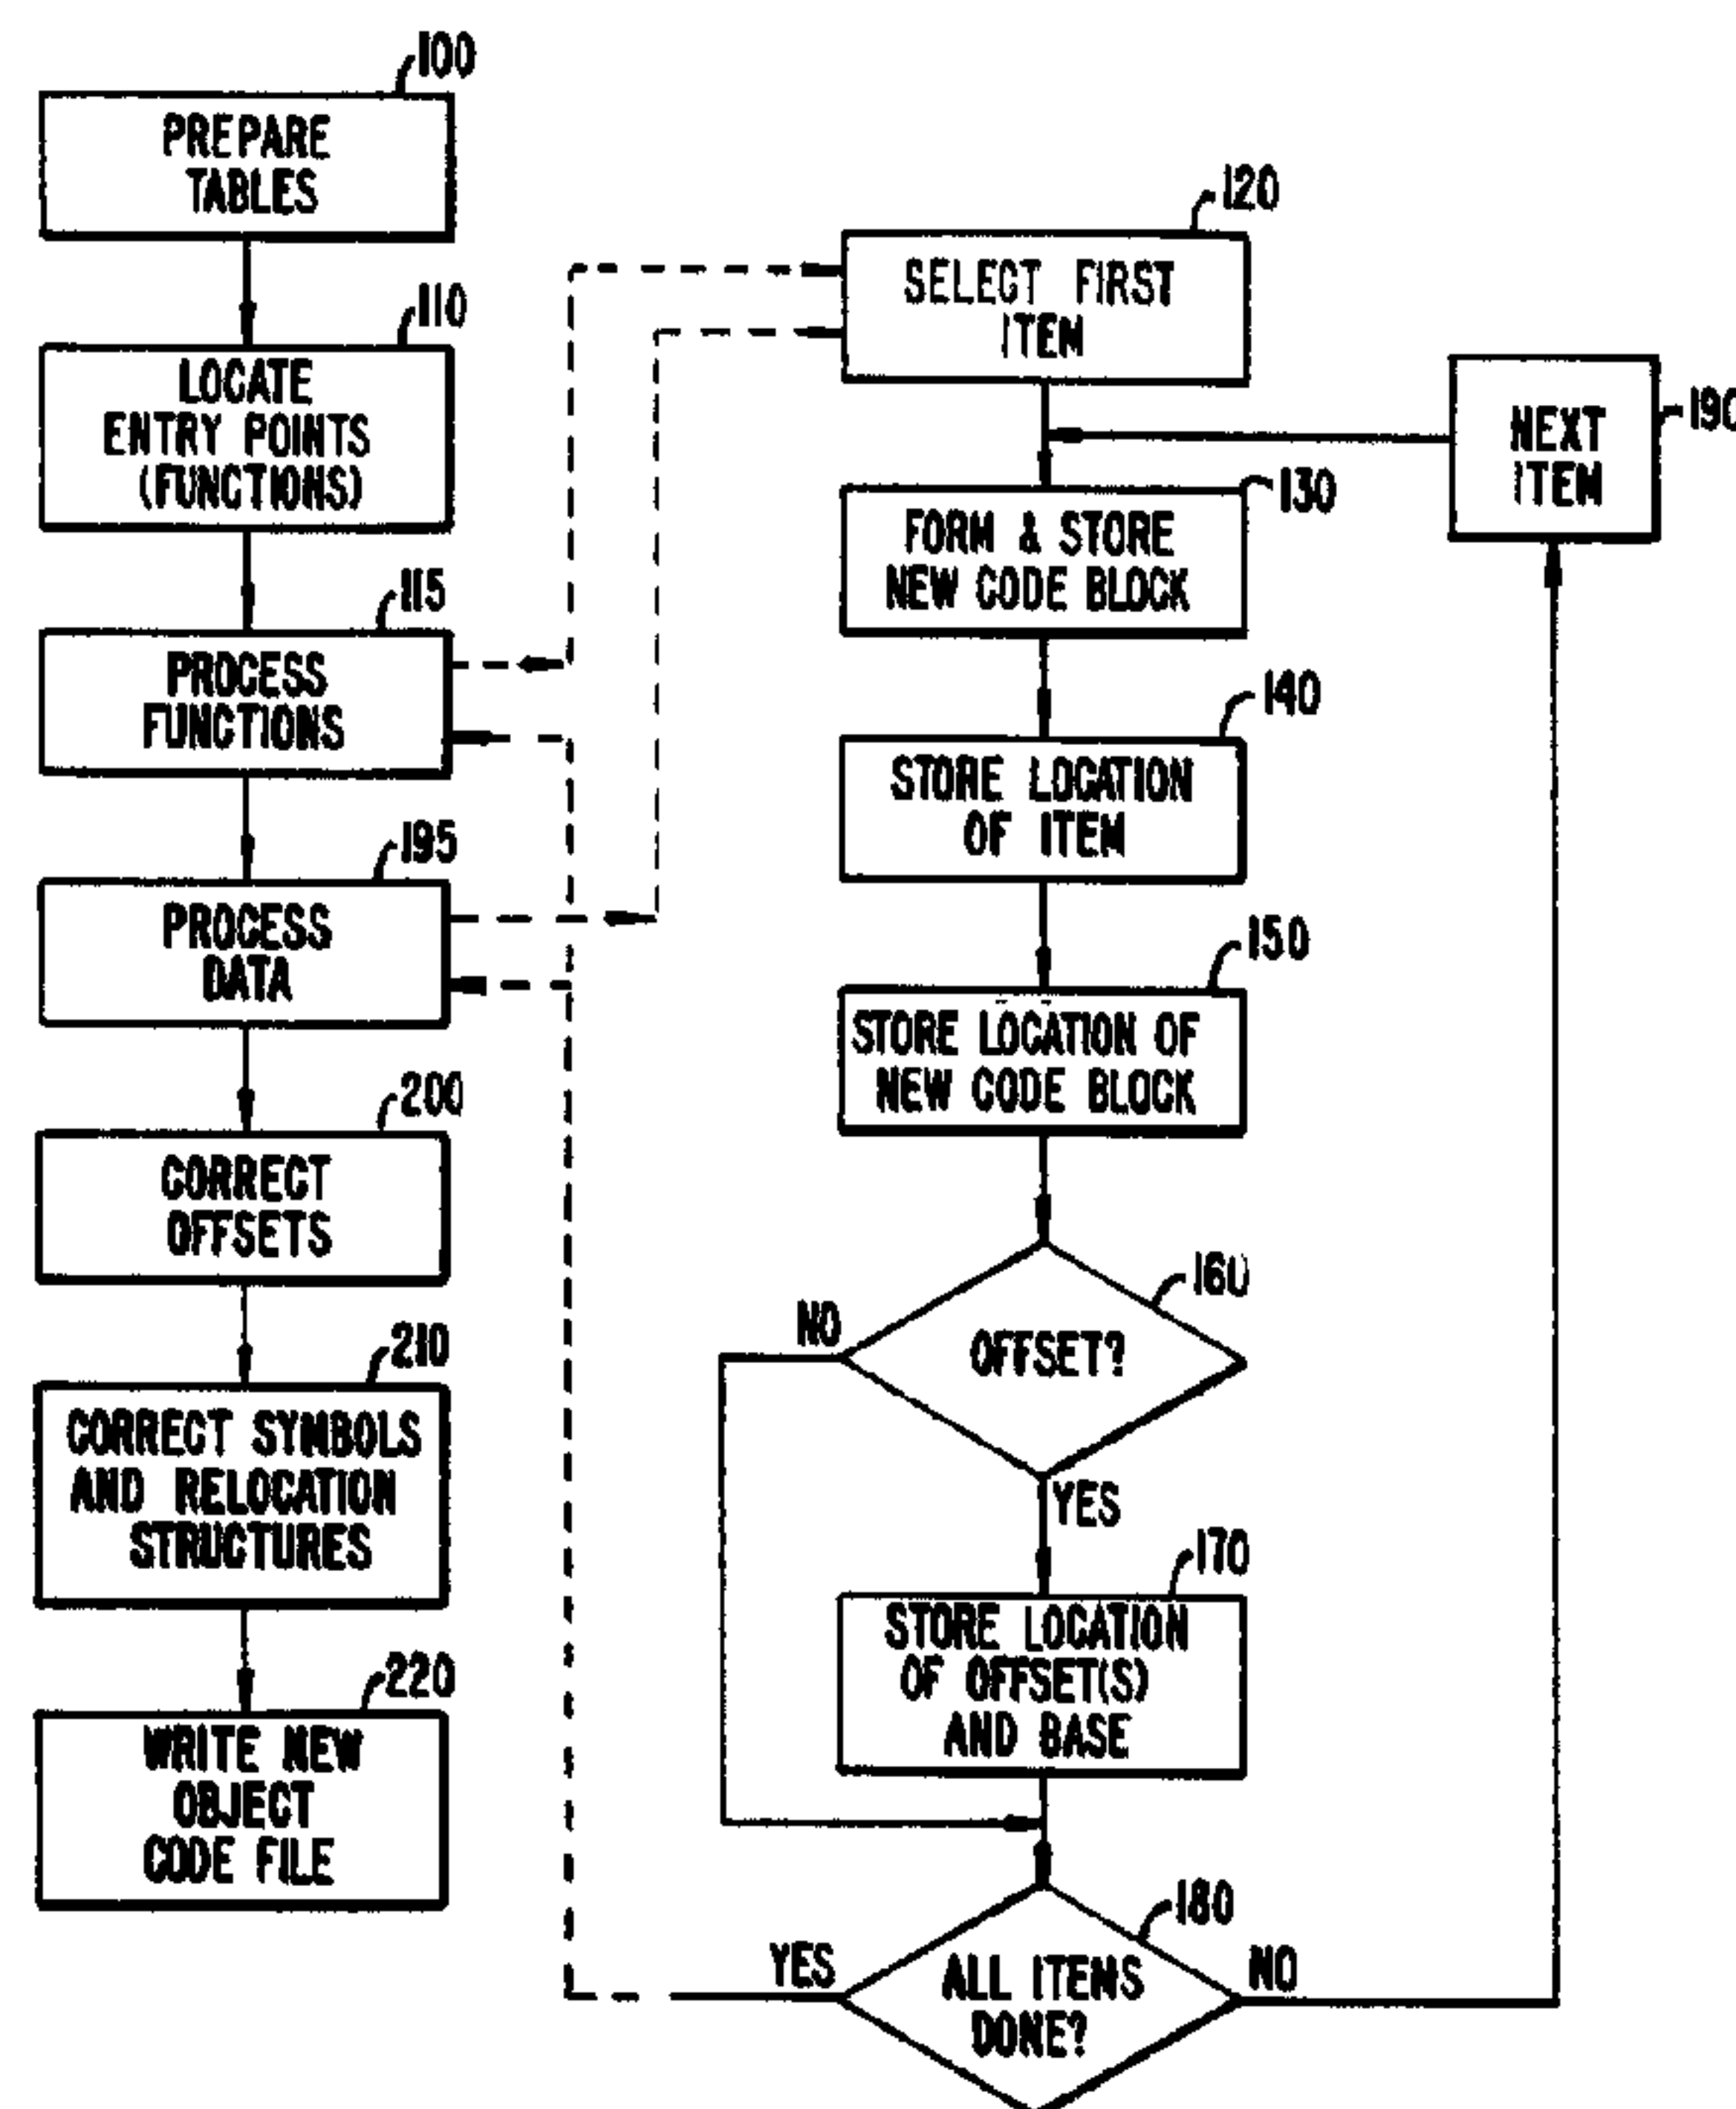 100
PREPARE
TABLES
110
LOCATE
ENTRY POINTS
(FUNCTIONS)
115
PROCESS
FUNCTIONS
195
PROCESS
DATA
200
CORRECT
OFFSETS
210
CORRECT SYMBOLS
AND RELOCATION
STRUCTURES
220
WRITE NEW
OBJECT
CODE FILE
120
SELECT FIRST
ITEM
130
FORM & STORE
NEW CODE BLOCK
140
STORE LOCATION
OF ITEM
150
STORE LOCATION OF
NEW CODE BLOCK
160
OFFSET?
NO
YES
170
STORE LOCATION
OF OFFSET(S)
AND BASE
180
ALL ITEMS
DONE?
YES
NO
190
NEXT
ITEM